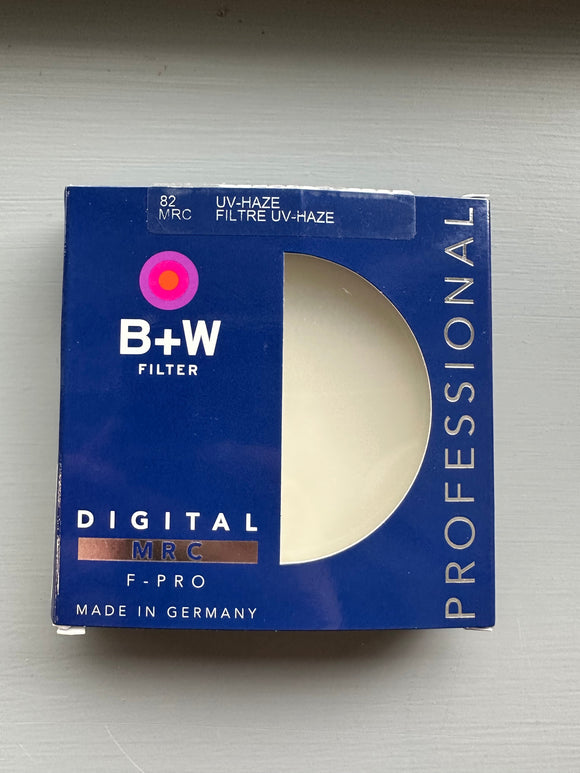 82 UV-HAZE
MRC FILTRE UV-HAZE
B+W
FILTER
DIGITAL
MRC
F-PRO
MADE IN GERMANY
PROFESSIONAL